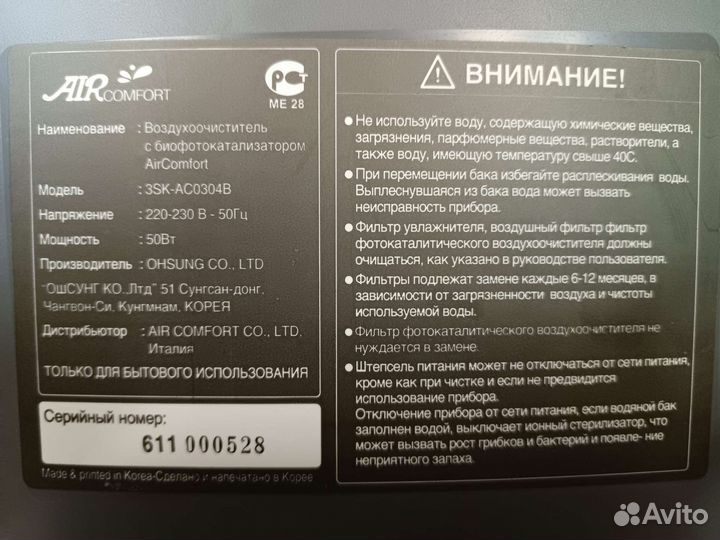 AIR COMFORT
РСТ
МЕ 28
Наименование : Воздухоочиститель
с биофотокатализатором
AirComfort
Модель : 3SK-AC0304B
Напряжение : 220-230 В - 50Гц
Мощность : 50Вт
Производитель : OHSUNG CO., LTD
"ОшСУНГ КО.,Лтд" 51 Сунгсан-донг,
Чангвон-Си, Кунгмнам, КОРЕЯ
Дистрибьютор : AIR COMFORT CO., LTD,
Италия
ТОЛЬКО ДЛЯ БЫТОВОГО ИСПОЛЬЗОВАНИЯ
Серийный номер:
611 000528
Made & printed in Korea-Сделано и напечатано в Корее
ВНИМАНИЕ!
● Не используйте воду, содержащую химические вещества,
загрязнения, парфюмерные вещества, растворители, а
также воду, имеющую температуру свыше 40С.
● При перемещении бака избегайте расплескивания воды.
Выплеснувшаяся из бака вода может вызвать
неисправность прибора.
● Фильтр увлажнителя, воздушный фильтр фильтр
фотокаталитического воздухоочистителя должны
очищаться, как указано в руководстве пользователя.
● Фильтры подлежат замене каждые 6-12 месяцев, в
зависимости от загрязненности воздуха и чистоты
используемой воды.
● Фильтр фотокаталитического воздухоочистителя не
нуждается в замене.
● Штепсель питания может не отключаться от сети питания,
кроме как при чистке и если не предвидится
использование прибора.
Отключение прибора от сети питания, если водяной бак
заполнен водой, выключает ионный стерилизатор, что
может вызвать рост грибков и бактерий и появле- ние
неприятного запаха.
Avito